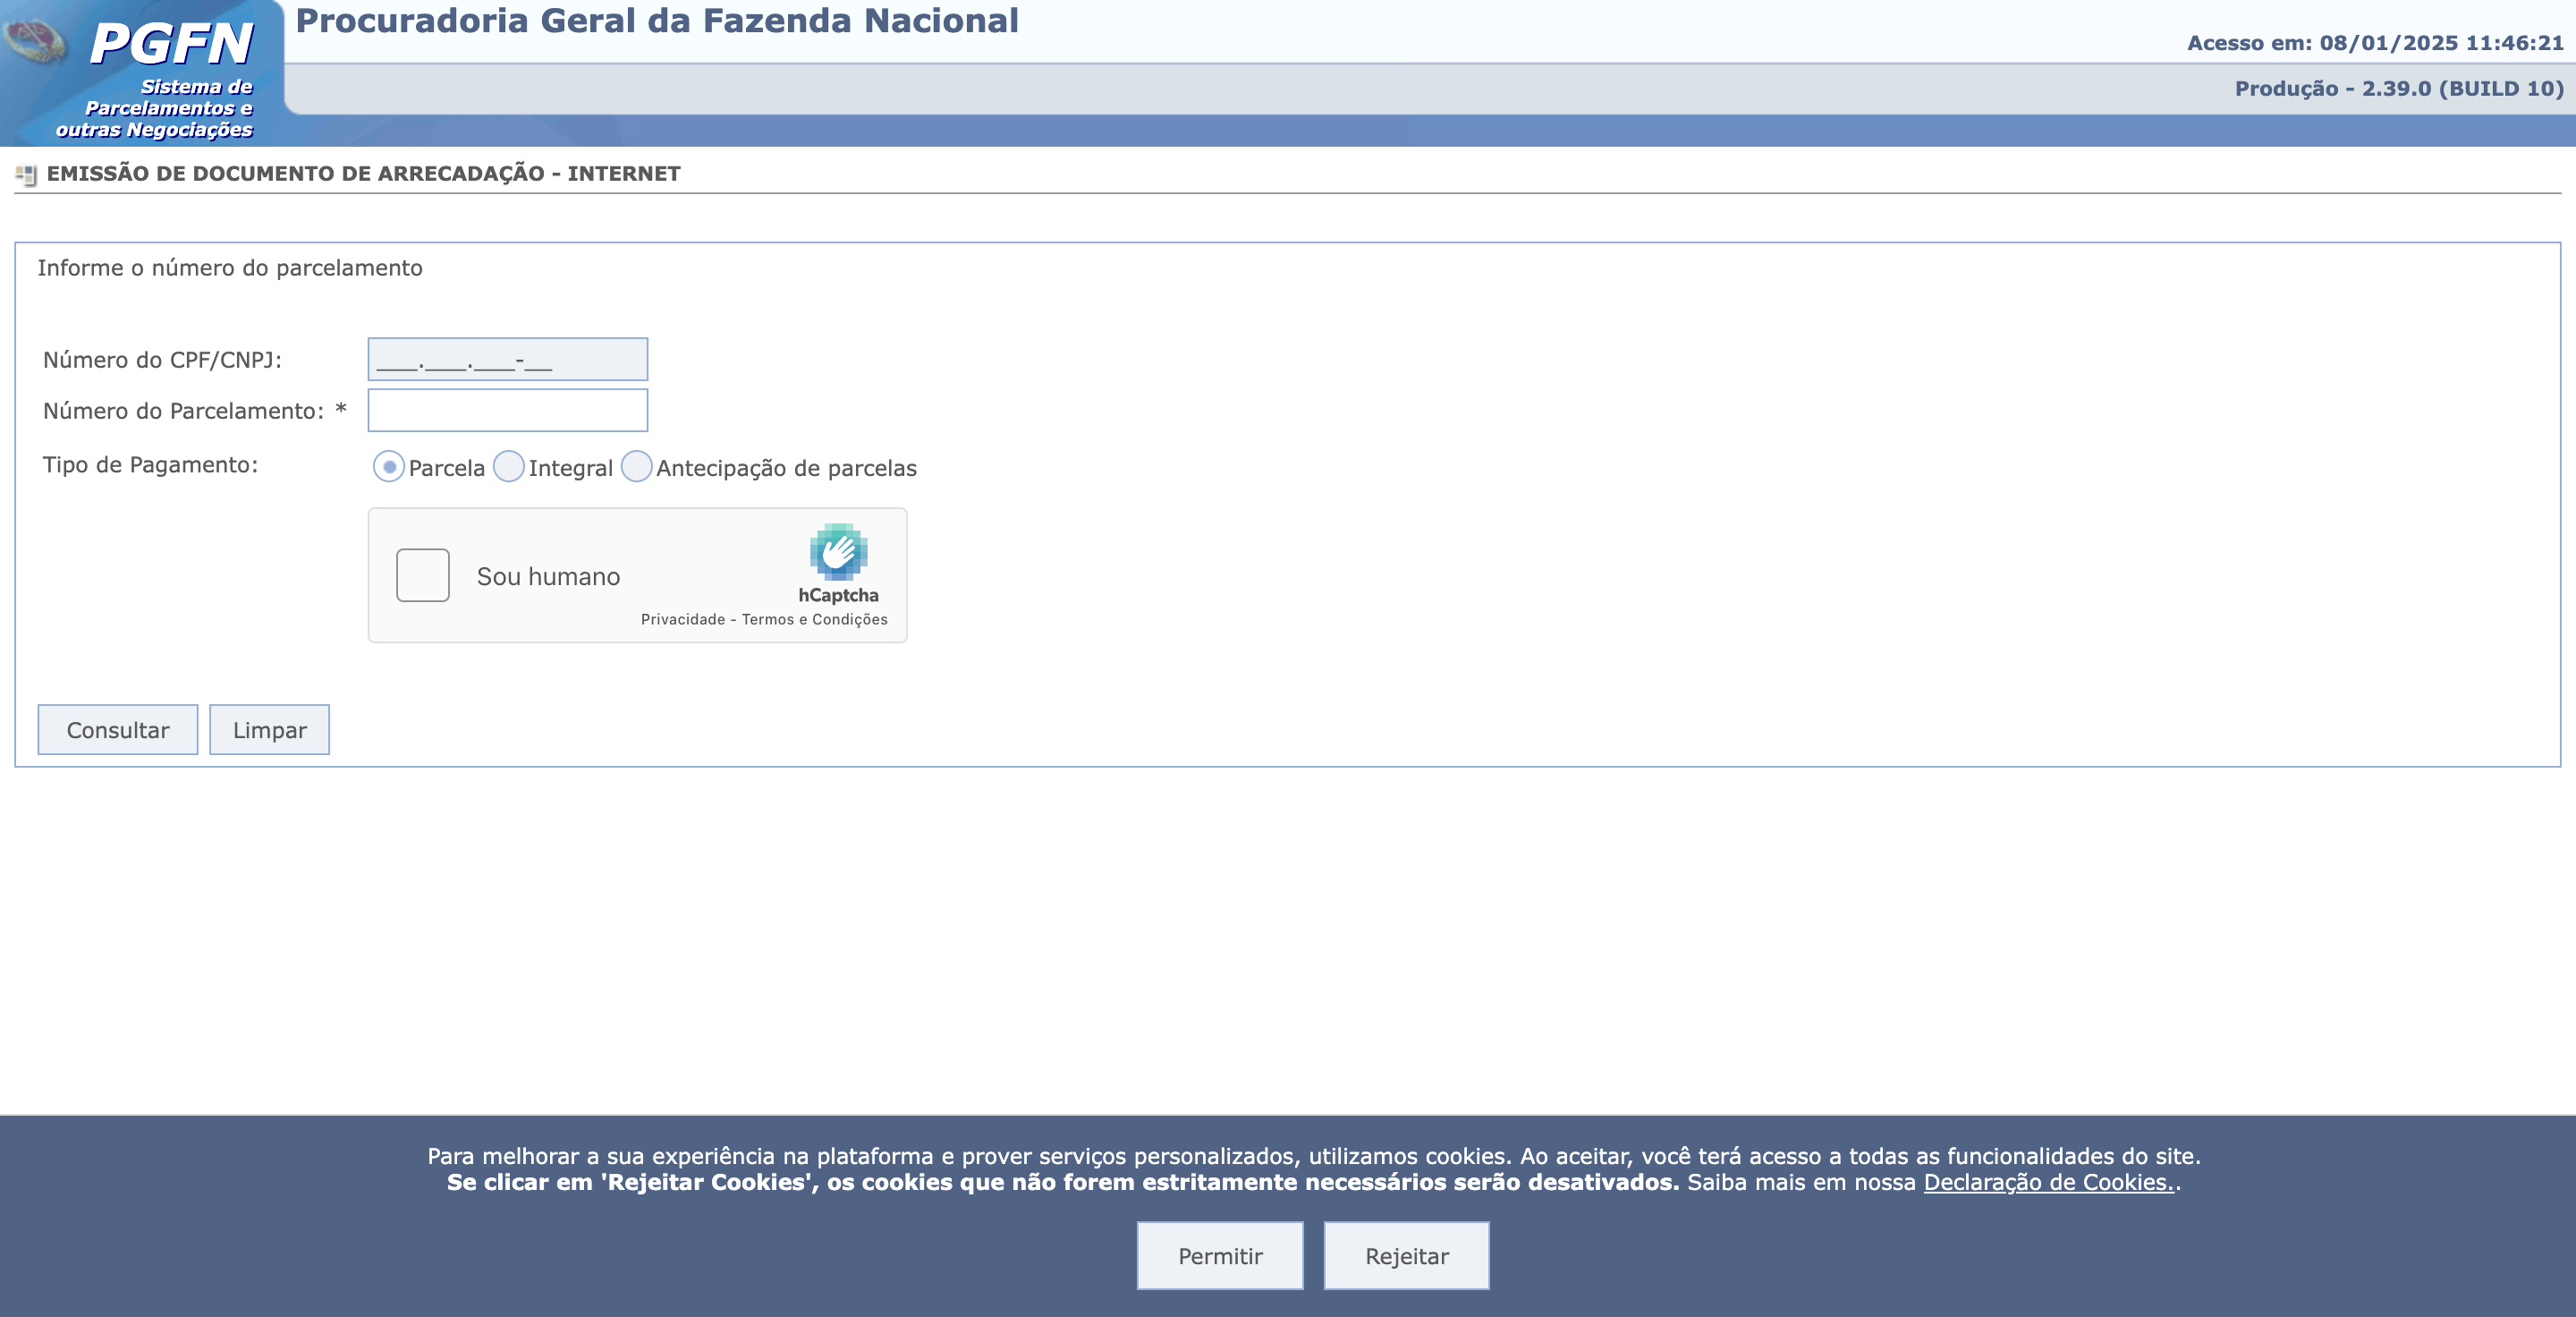 PGFN
Sistema de
Parcelamentos e
outras Negociações
Procuradoria Geral da Fazenda Nacional
Acesso em: 08/01/2025 11:46:21
Produção - 2.39.0 (BUILD 10)
EMISSÃO DE DOCUMENTO DE ARRECADAÇÃO - INTERNET
Informe o número do parcelamento
Número do CPF/CNPJ: ___.___.___-__
Número do Parcelamento: *
Tipo de Pagamento: Parcela Integral Antecipação de parcelas
Sou humano
hCaptcha
Privacidade - Termos e Condições
Consultar Limpar
Para melhorar a sua experiência na plataforma e prover serviços personalizados, utilizamos cookies. Ao aceitar, você terá acesso a todas as funcionalidades do site.
Se clicar em 'Rejeitar Cookies', os cookies que não forem estritamente necessários serão desativados. Saiba mais em nossa Declaração de Cookies..
Permitir Rejeitar